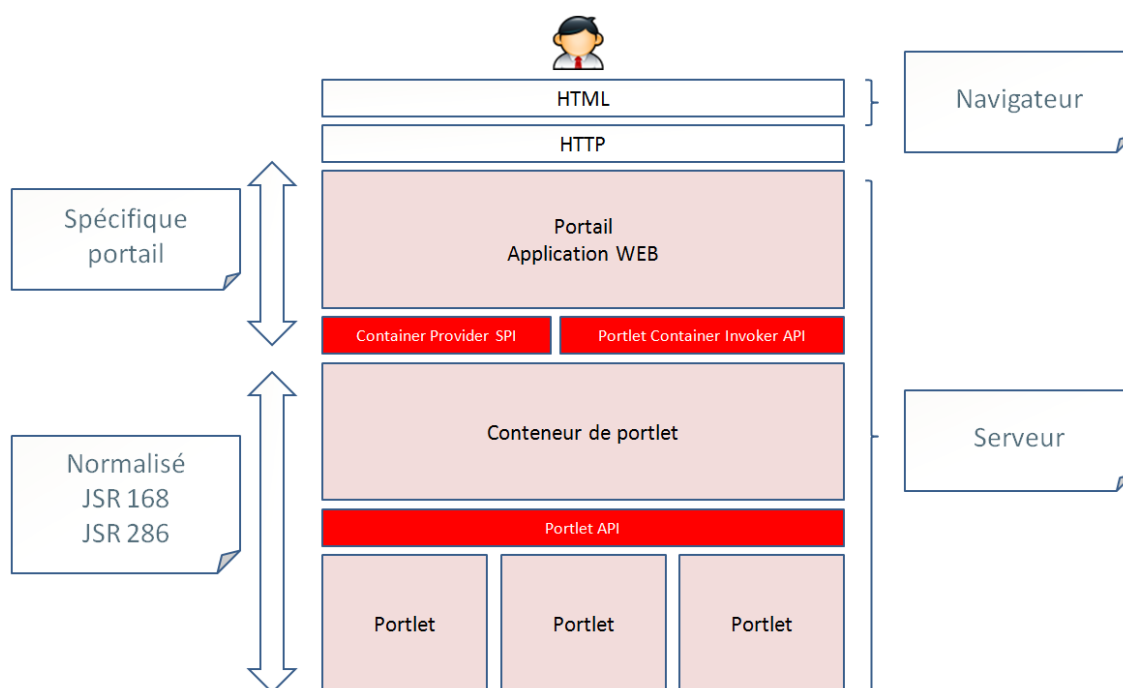 HTML
Navigateur
HTTP
Spécifique
portail
Portail
Application WEB
Container Provider SPI
Portlet Container Invoker API
Conteneur de portlet
Serveur
Normalisé
JSR 168
JSR 286
Portlet API
Portlet
Portlet
Portlet